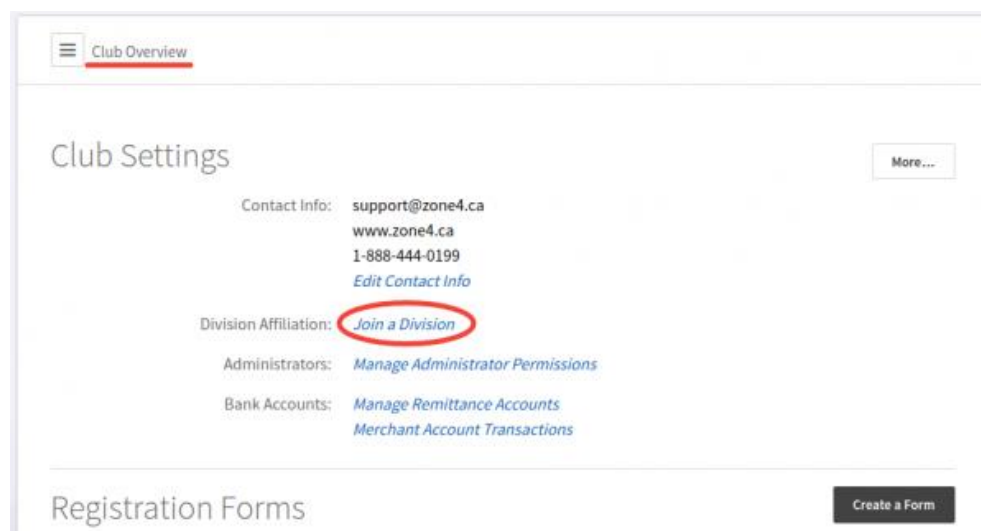 Club Overview
Club Settings
More...
Contact Info: support@zone4.ca
www.zone4.ca
1-888-444-0199
Edit Contact Info
Division Affiliation: Join a Division
Administrators: Manage Administrator Permissions
Bank Accounts: Manage Remittance Accounts
Merchant Account Transactions
Registration Forms
Create a Form